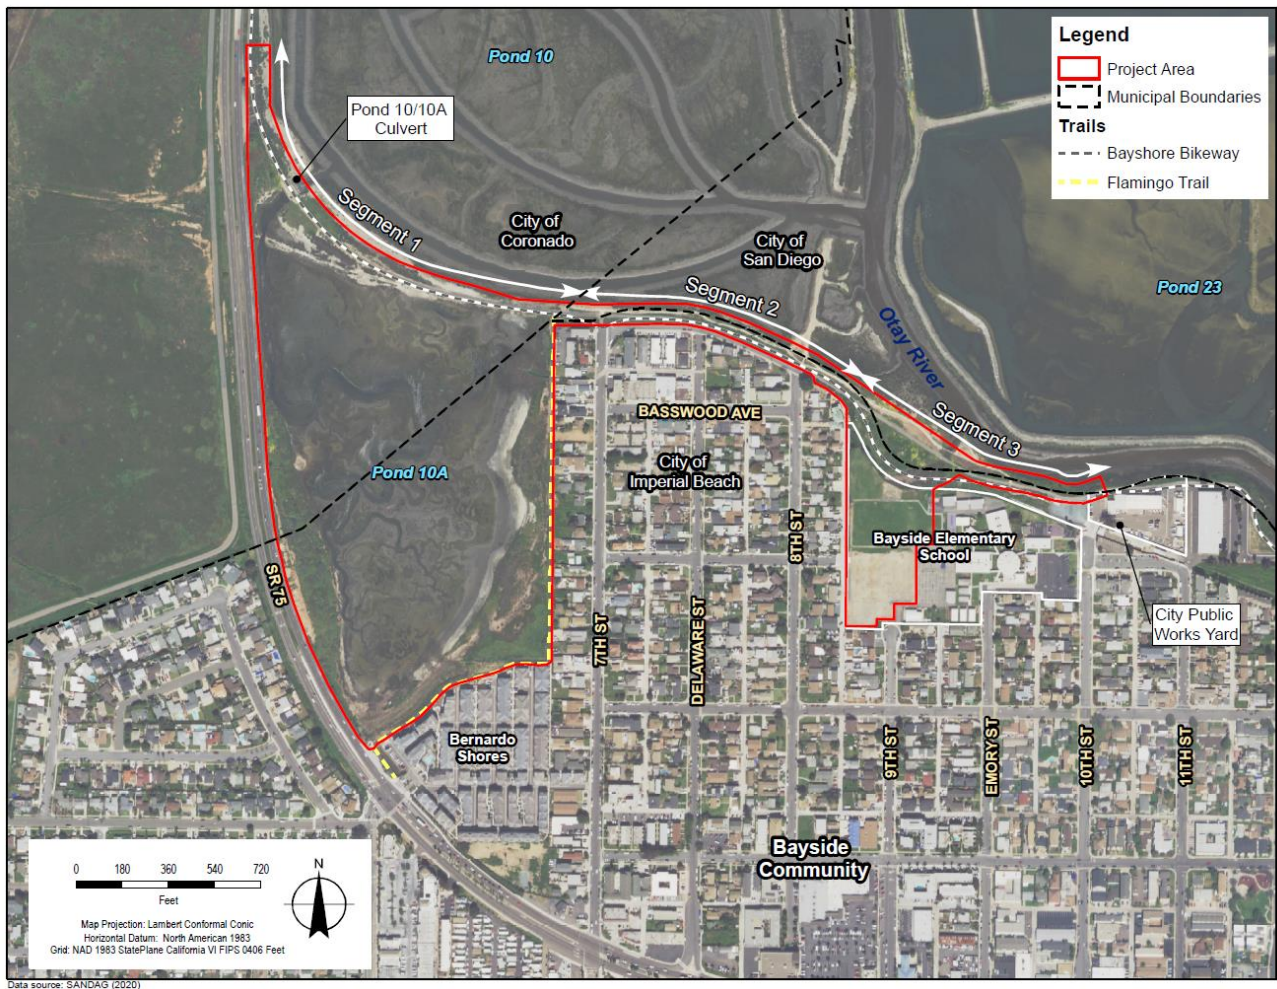 Legend
Project Area
Municipal Boundaries
Trails
Bayshore Bikeway
Flamingo Trail
Pond 10
Pond 10/10A
Culvert
Segment 1
City of
Coronado
City of
San Diego
Segment 2
Pond 23
Otay River
Segment 3
BASSWOOD AVE
City of
Imperial Beach
Pond 10A
8TH ST
Bayside Elementary
School
SR 75
7TH ST
DELAWARE ST
City Public
Works Yard
Bernardo
Shores
9TH ST
EMORY ST
10TH ST
11TH ST
Bayside
Community
0 180 360 540 720
Feet
N
Map Projection: Lambert Conformal Conic
Horizontal Datum: North American 1983
Grid: NAD 1983 StatePlane California VI FIPS 0406 Feet
Data source: SANDAG (2020)